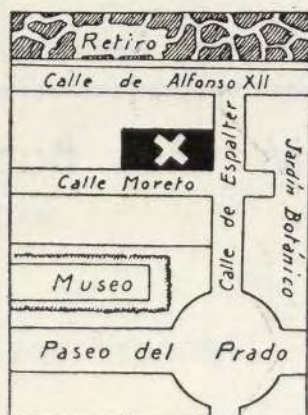 Retiro
Calle de Alfonso XII
Calle de Espalter
Jardín Botánico
Calle Moreto
Museo
Paseo del Prado